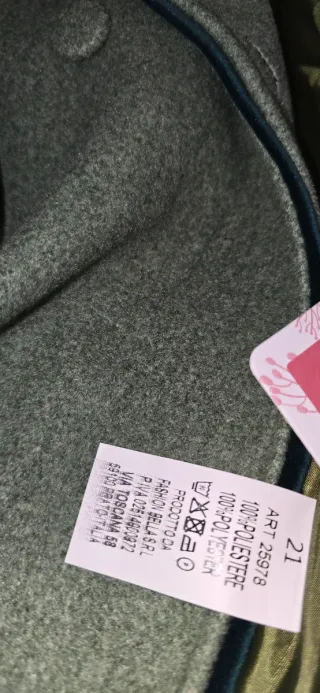 21
ART 25978
100%POLIESTERE
100%POLYESTER
PRODOTTO DA
FASHION BELLA S.R.L
VIA TOSCANA 58